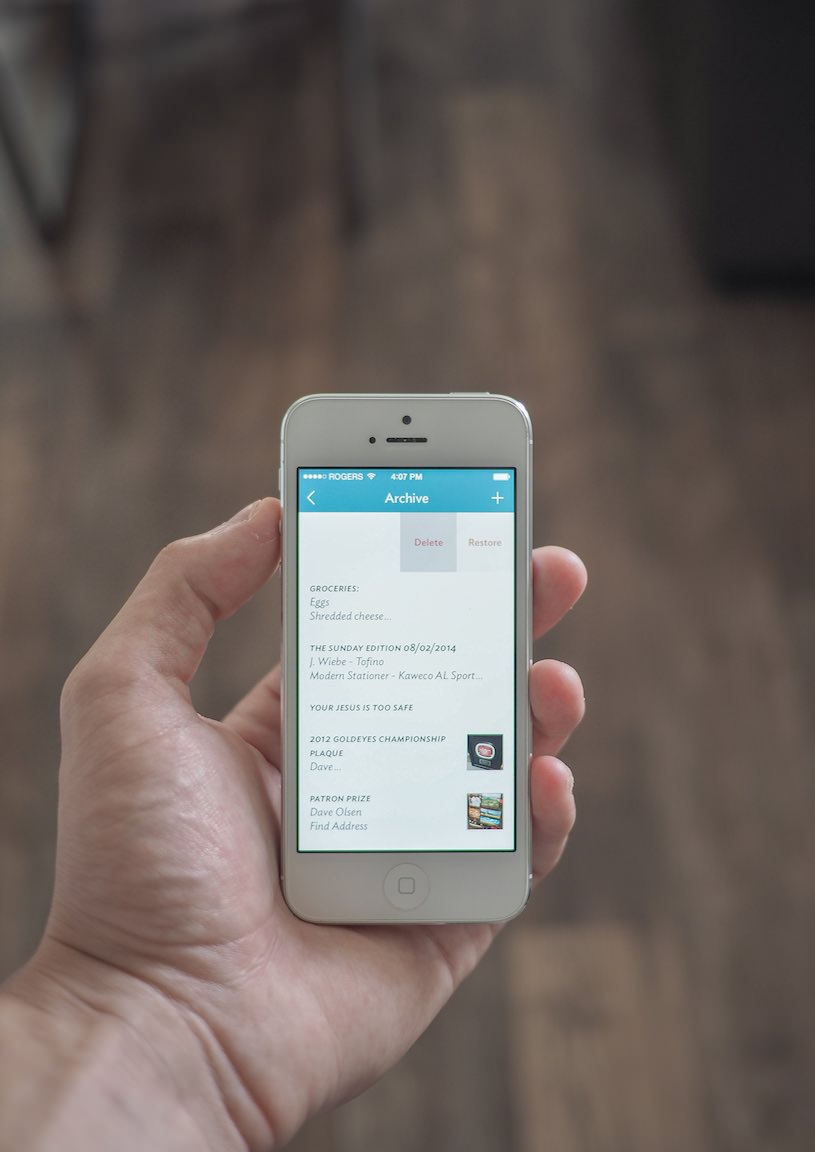 ROGERS 4:07 PM
Archive +
Delete Restore
GROCERIES:
Eggs
Shredded cheese...
THE SUNDAY EDITION 08/02/2014
J. Wiebe - Tofino
Modern Stationer - Kaweco AL Sport...
YOUR JESUS IS TOO SAFE
2012 GOLDEYES CHAMPIONSHIP
PLAQUE
Dave...
PATRON PRIZE
Dave Olsen
Find Address